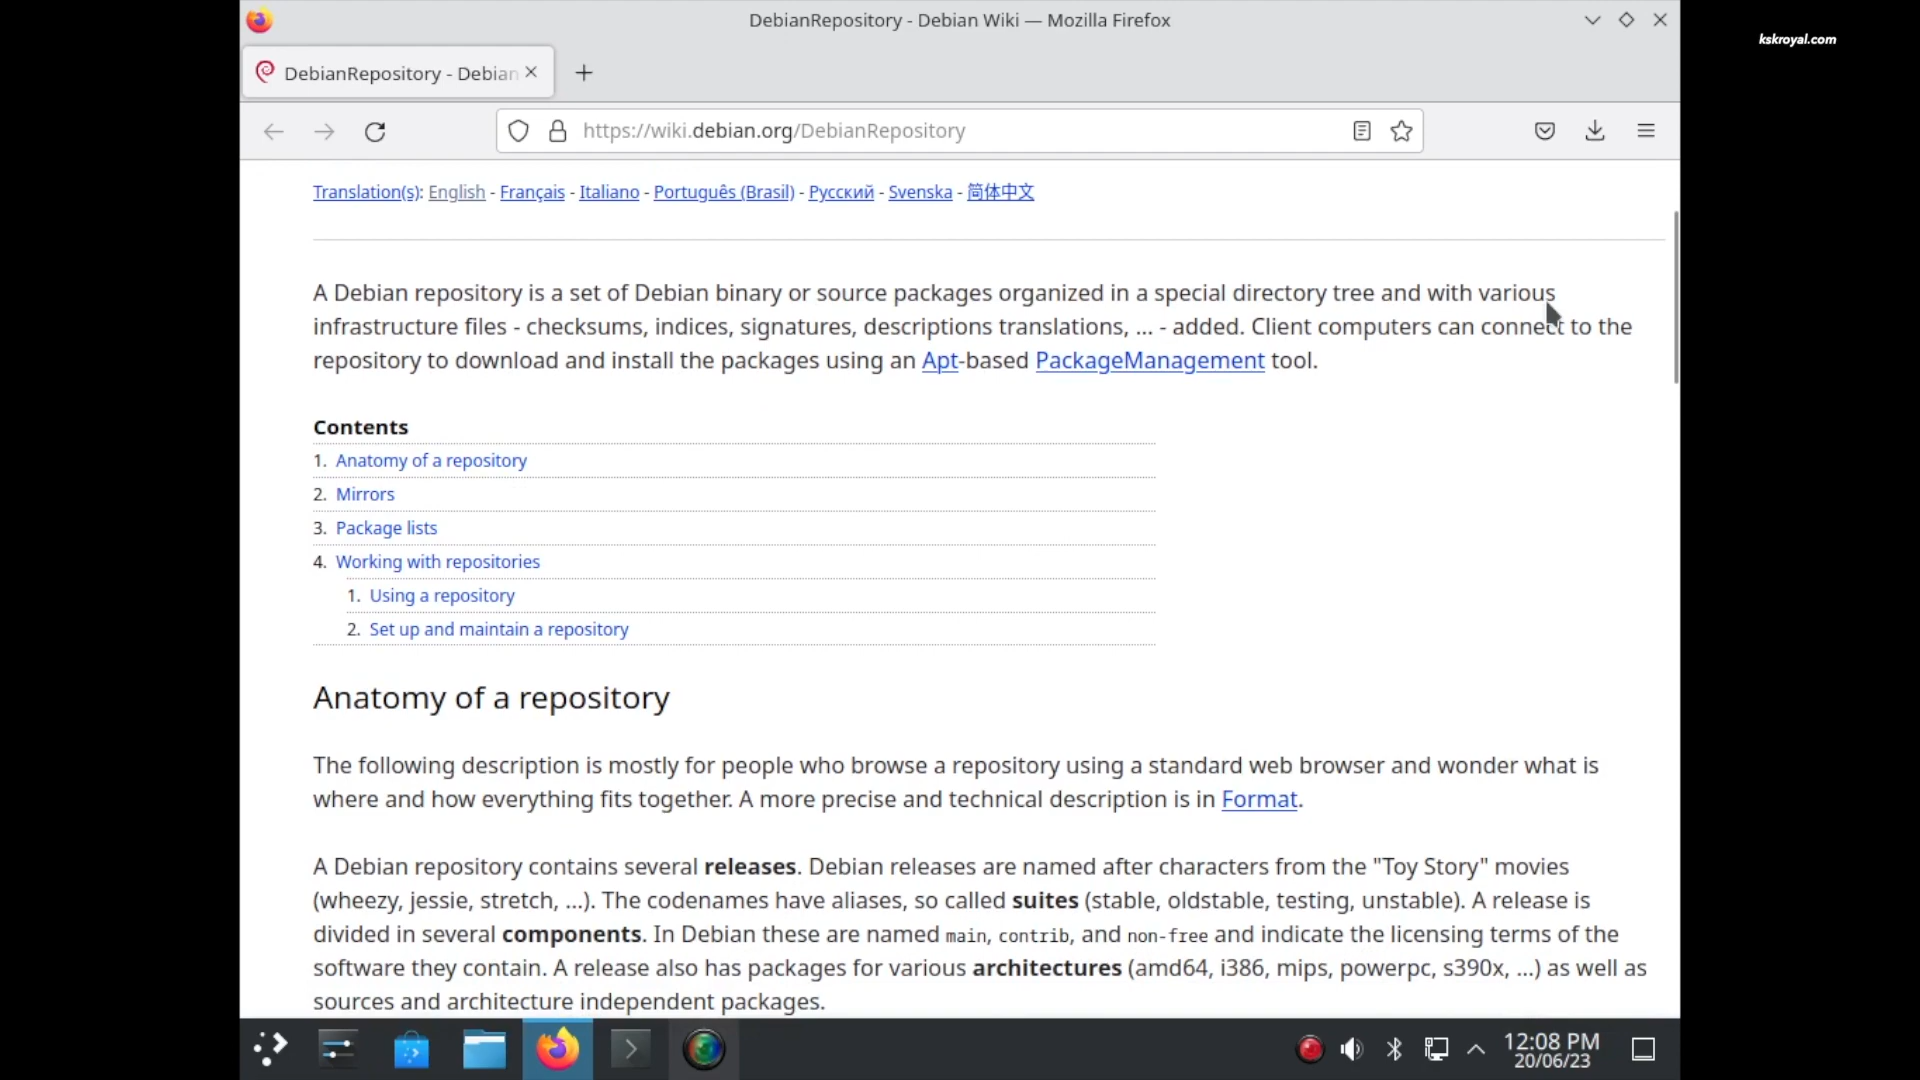 DebianRepository - Debian Wiki — Mozilla Firefox
kskroyal.com
DebianRepository - Debian
https://wiki.debian.org/DebianRepository
Translation(s): English - Français - Italiano - Português (Brasil) - Русский - Svenska - 简体中文
A Debian repository is a set of Debian binary or source packages organized in a special directory tree and with various
infrastructure files - checksums, indices, signatures, descriptions translations, ... - added. Client computers can connect to the
repository to download and install the packages using an Apt-based PackageManagement tool.
Contents
1. Anatomy of a repository
2. Mirrors
3. Package lists
4. Working with repositories
1. Using a repository
2. Set up and maintain a repository
Anatomy of a repository
The following description is mostly for people who browse a repository using a standard web browser and wonder what is
where and how everything fits together. A more precise and technical description is in Format.
A Debian repository contains several releases. Debian releases are named after characters from the "Toy Story" movies
(wheezy, jessie, stretch, ...). The codenames have aliases, so called suites (stable, oldstable, testing, unstable). A release is
divided in several components. In Debian these are named main, contrib, and non-free and indicate the licensing terms of the
software they contain. A release also has packages for various architectures (amd64, i386, mips, powerpc, s390x, ...) as well as
sources and architecture independent packages.
12:08 PM
20/06/23